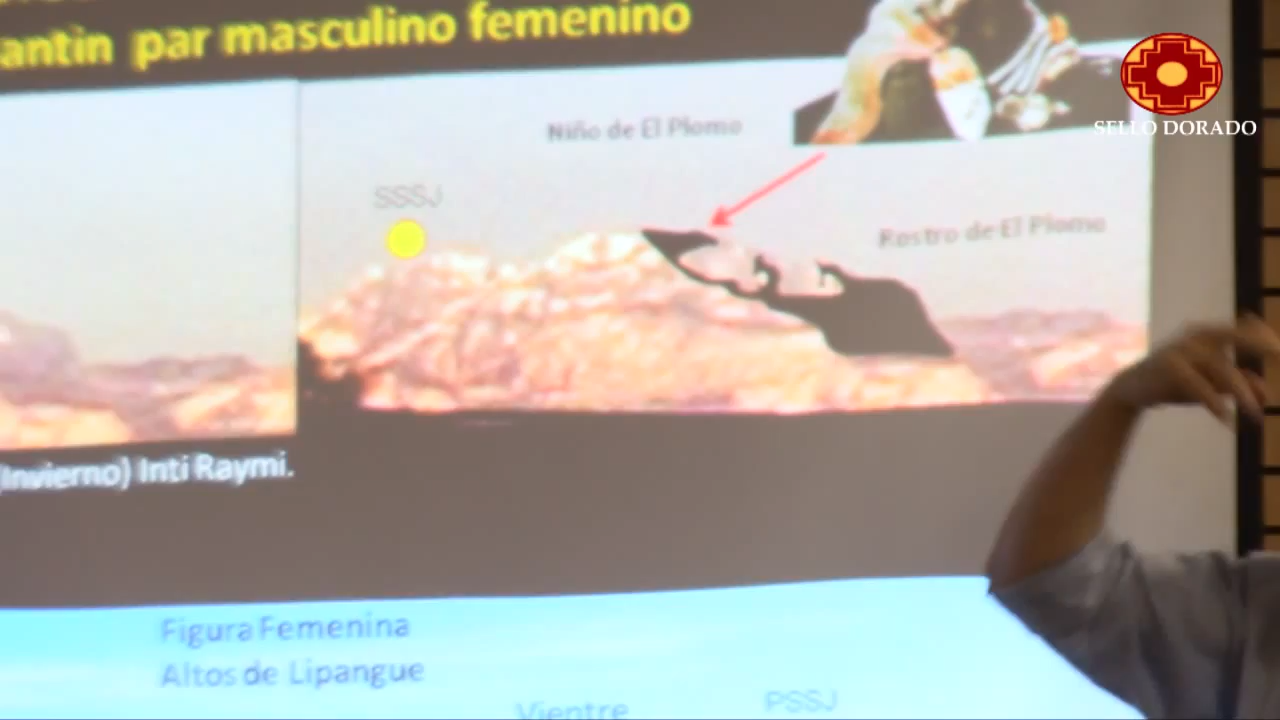 antin par masculino femenino
SELLO DORADO
Niño de El Plomo
SSSJ
Rostro de El Plomo
(Invierno) Inti Raymi.
Figura Femenina
Altos de Lipangue
Vientre
PSSJ